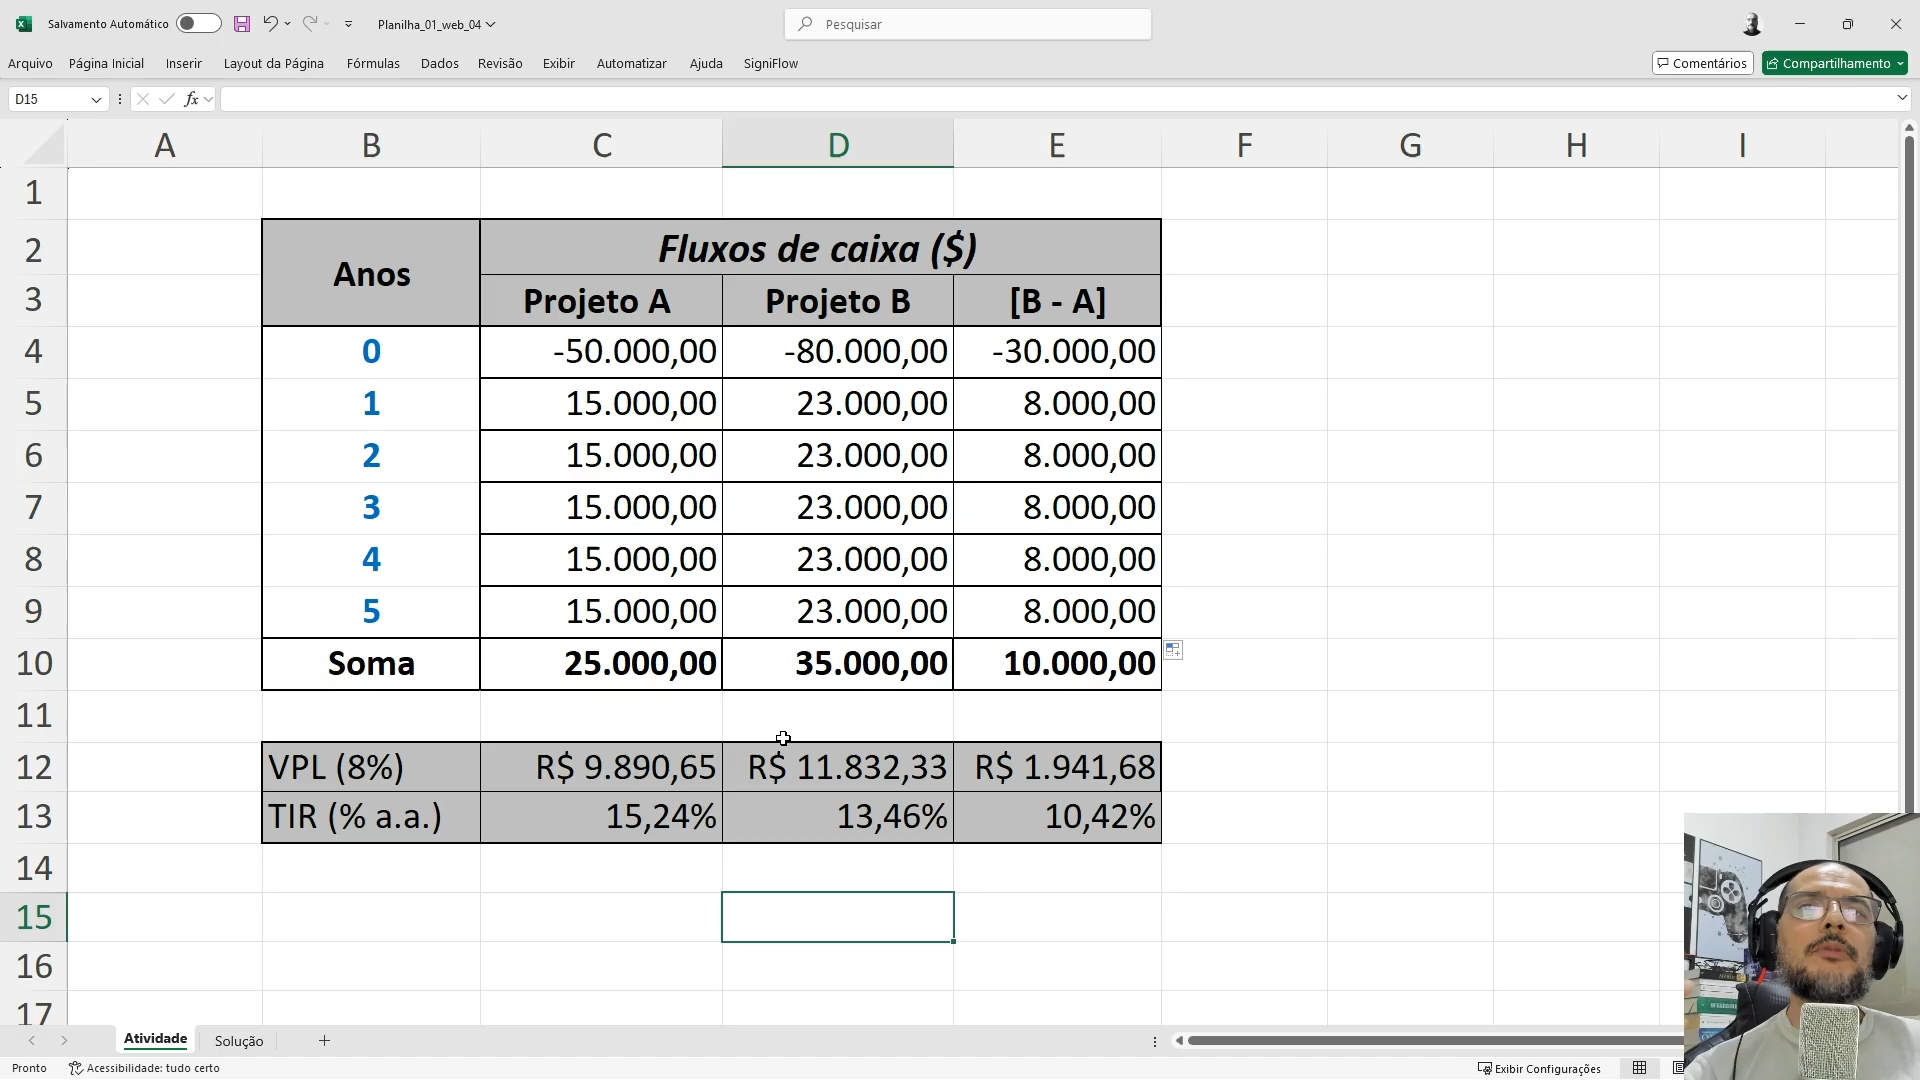 Salvamento Automático
Planilha_01_web_04
Pesquisar
Arquivo Página Inicial Inserir Layout da Página Fórmulas Dados Revisão Exibir Automatizar Ajuda SigniFlow Comentários Compartilhamento
D15 fx
A B C D E F G H I
1
2 Anos Fluxos de caixa ($)
3 Projeto A Projeto B [B - A]
4 0 -50.000,00 -80.000,00 -30.000,00
5 1 15.000,00 23.000,00 8.000,00
6 2 15.000,00 23.000,00 8.000,00
7 3 15.000,00 23.000,00 8.000,00
8 4 15.000,00 23.000,00 8.000,00
9 5 15.000,00 23.000,00 8.000,00
10 Soma 25.000,00 35.000,00 10.000,00
11
12 VPL (8%) R$ 9.890,65 R$ 11.832,33 R$ 1.941,68
13 TIR (% a.a.) 15,24% 13,46% 10,42%
14
15
16
17
Atividade Solução
Pronto Acessibilidade: tudo certo Exibir Configurações